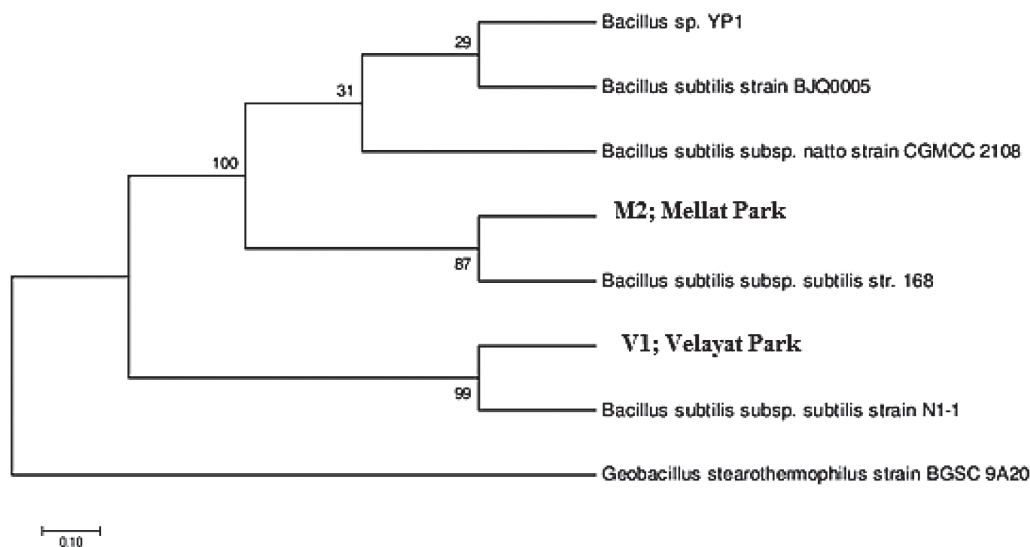 Bacillus sp. YP1
29
Bacillus subtilis strain BJQ0005
31
Bacillus subtilis subsp. natto strain CGMCC 2108
100
M2; Mellat Park
87
Bacillus subtilis subsp. subtilis str. 168
V1; Velayat Park
99
Bacillus subtilis subsp. subtilis strain N1-1
Geobacillus stearothermophilus strain BGSC 9A20
0.10